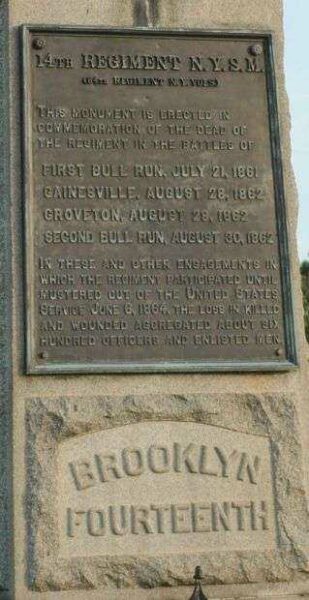 14TH REGIMENT N.Y.S.M.
(84TH REGIMENT N.Y. VOLS)
THIS MONUMENT IS ERECTED IN
COMMEMORATION OF THE DEAD OF
THE REGIMENT IN THE BATTLES OF
FIRST BULL RUN, JULY 21, 1861
GAINESVILLE, AUGUST 28, 1862
GROVETON, AUGUST 29, 1862
SECOND BULL RUN, AUGUST 30, 1862
IN THESE AND OTHER ENGAGEMENTS IN
WHICH THE REGIMENT PARTICIPATED UNTIL
MUSTERED OUT OF THE UNITED STATES
SERVICE JUNE 6, 1864, THE LOSS IN KILLED
AND WOUNDED AGGREGATED ABOUT SIX
HUNDRED OFFICERS AND ENLISTED MEN
BROOKLYN
FOURTEENTH